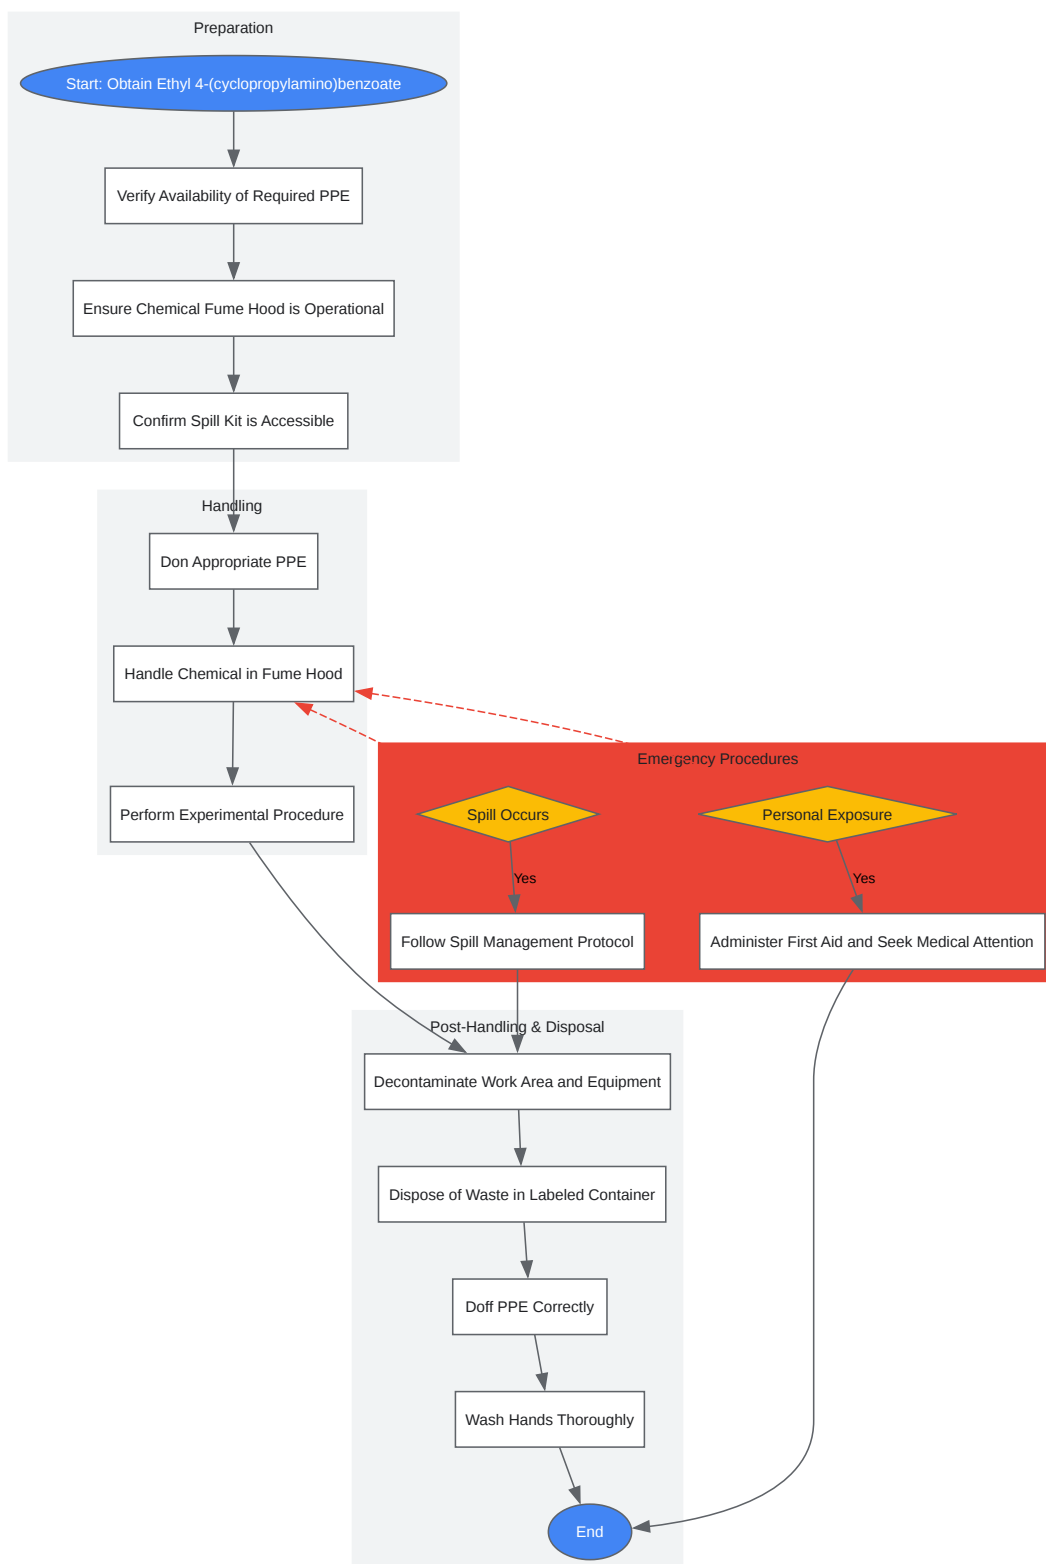 Preparation
Start: Obtain Ethyl 4-(cyclopropylamino)benzoate
Verify Availability of Required PPE
Ensure Chemical Fume Hood is Operational
Confirm Spill Kit is Accessible
Handling
Don Appropriate PPE
Handle Chemical in Fume Hood
Perform Experimental Procedure
Emergency Procedures
Spill Occurs
Personal Exposure
Yes
Yes
Follow Spill Management Protocol
Administer First Aid and Seek Medical Attention
Post-Handling & Disposal
Decontaminate Work Area and Equipment
Dispose of Waste in Labeled Container
Doff PPE Correctly
Wash Hands Thoroughly
End